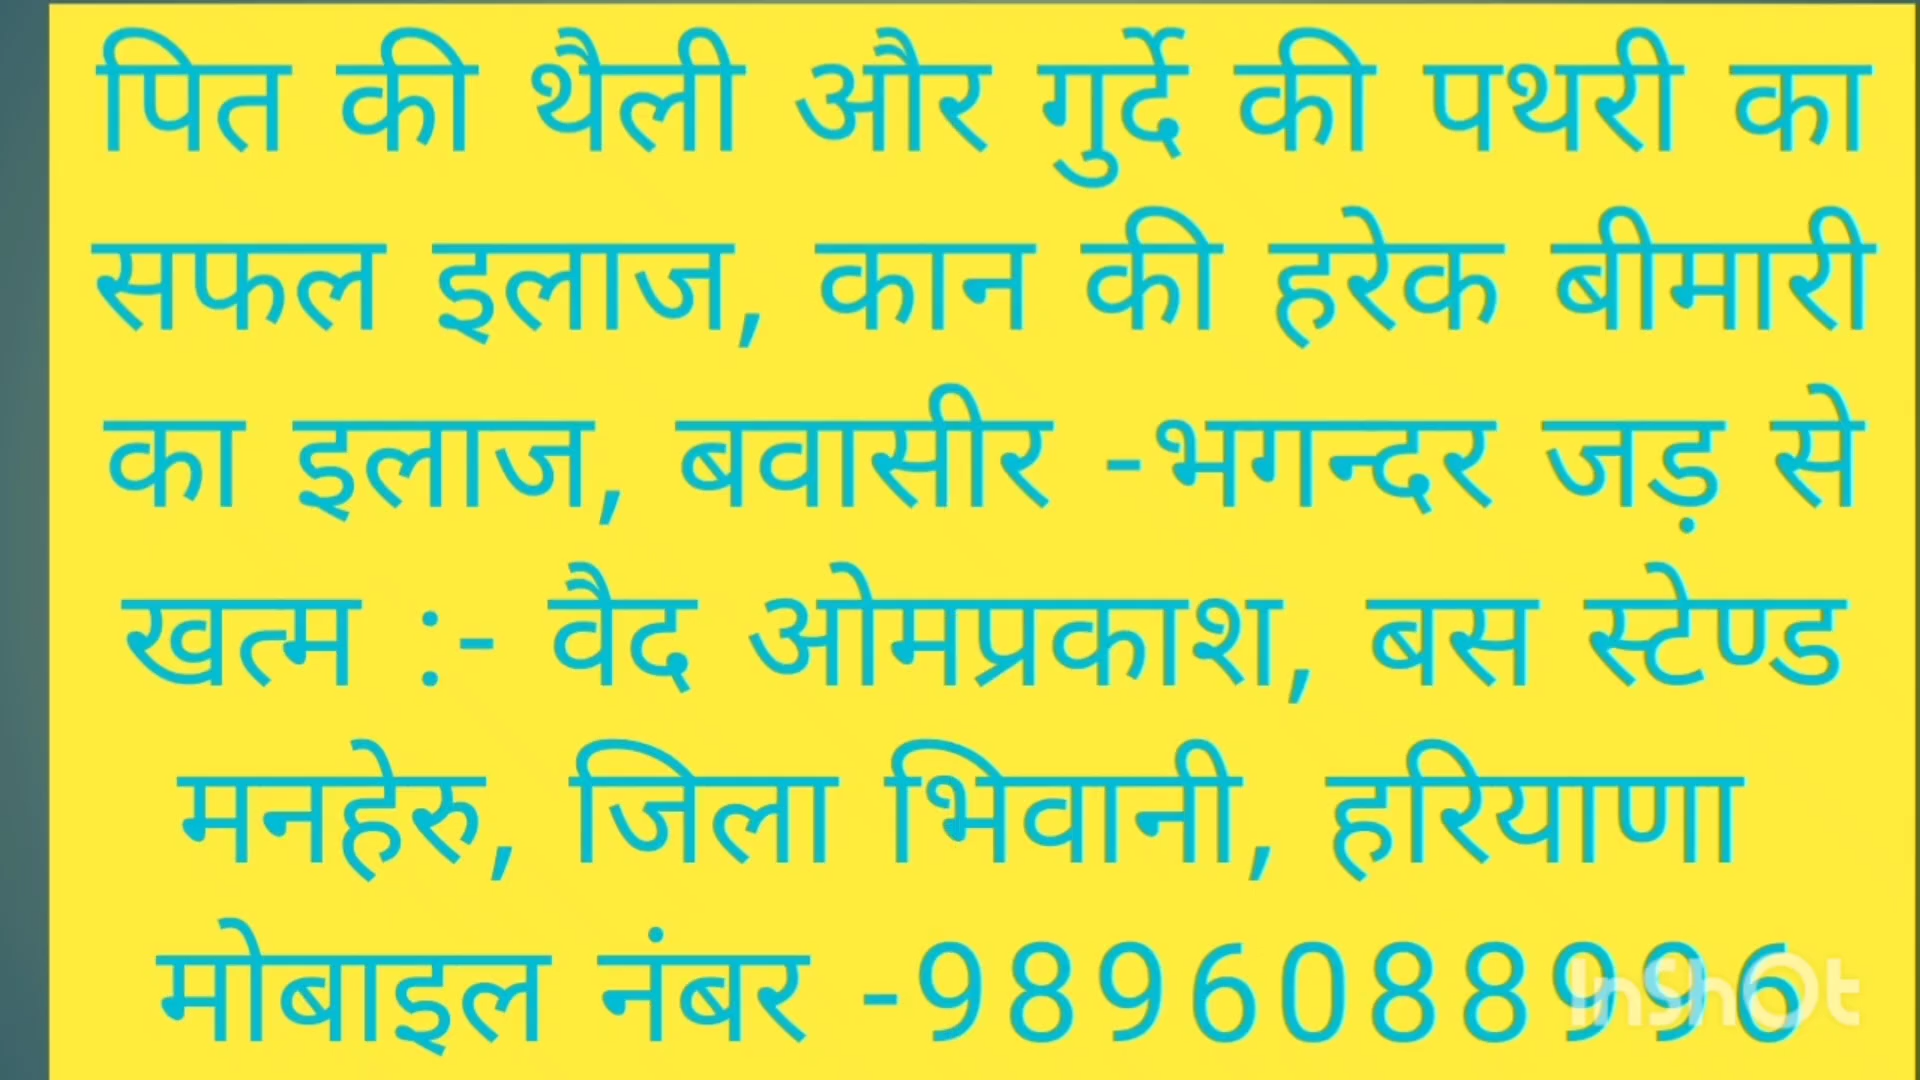 पित की थैली और गुर्दे की पथरी का
सफल इलाज, कान की हरेक बीमारी
का इलाज, बवासीर -भगन्दर जड़ से
खत्म :- वैद ओमप्रकाश, बस स्टेण्ड
मनहेरु, जिला भिवानी, हरियाणा
मोबाइल नंबर -9896088996
InShOt